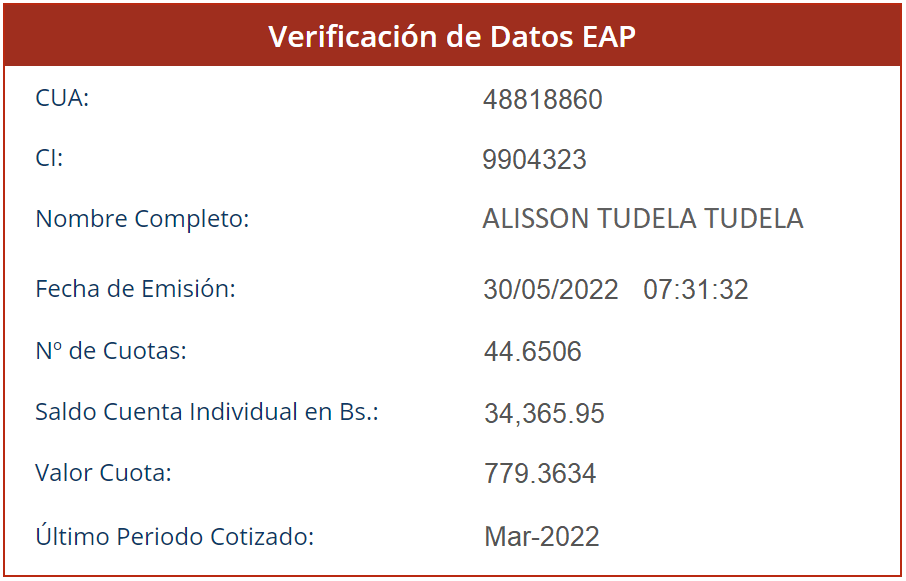 Verificación de Datos EAP
CUA: 48818860
CI: 9904323
Nombre Completo: ALISSON TUDELA TUDELA
Fecha de Emisión: 30/05/2022 07:31:32
Nº de Cuotas: 44.6506
Saldo Cuenta Individual en Bs.: 34,365.95
Valor Cuota: 779.3634
Último Periodo Cotizado: Mar-2022